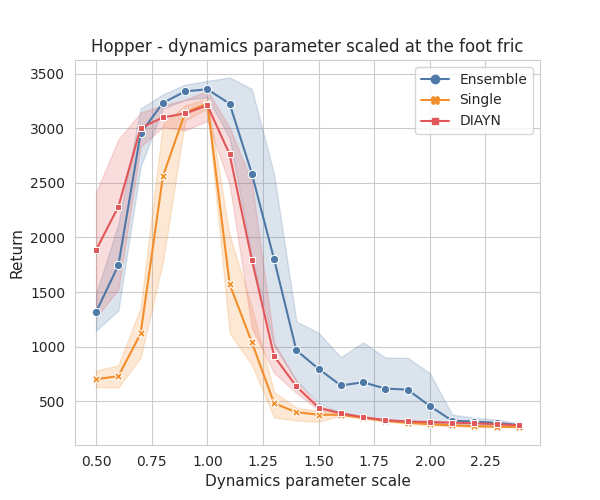 Hopper - dynamics parameter scaled at the foot fric
Ensemble
Single
DIAYN
Return
3500
3000
2500
2000
1500
1000
500
0.50 0.75 1.00 1.25 1.50 1.75 2.00 2.25
Dynamics parameter scale